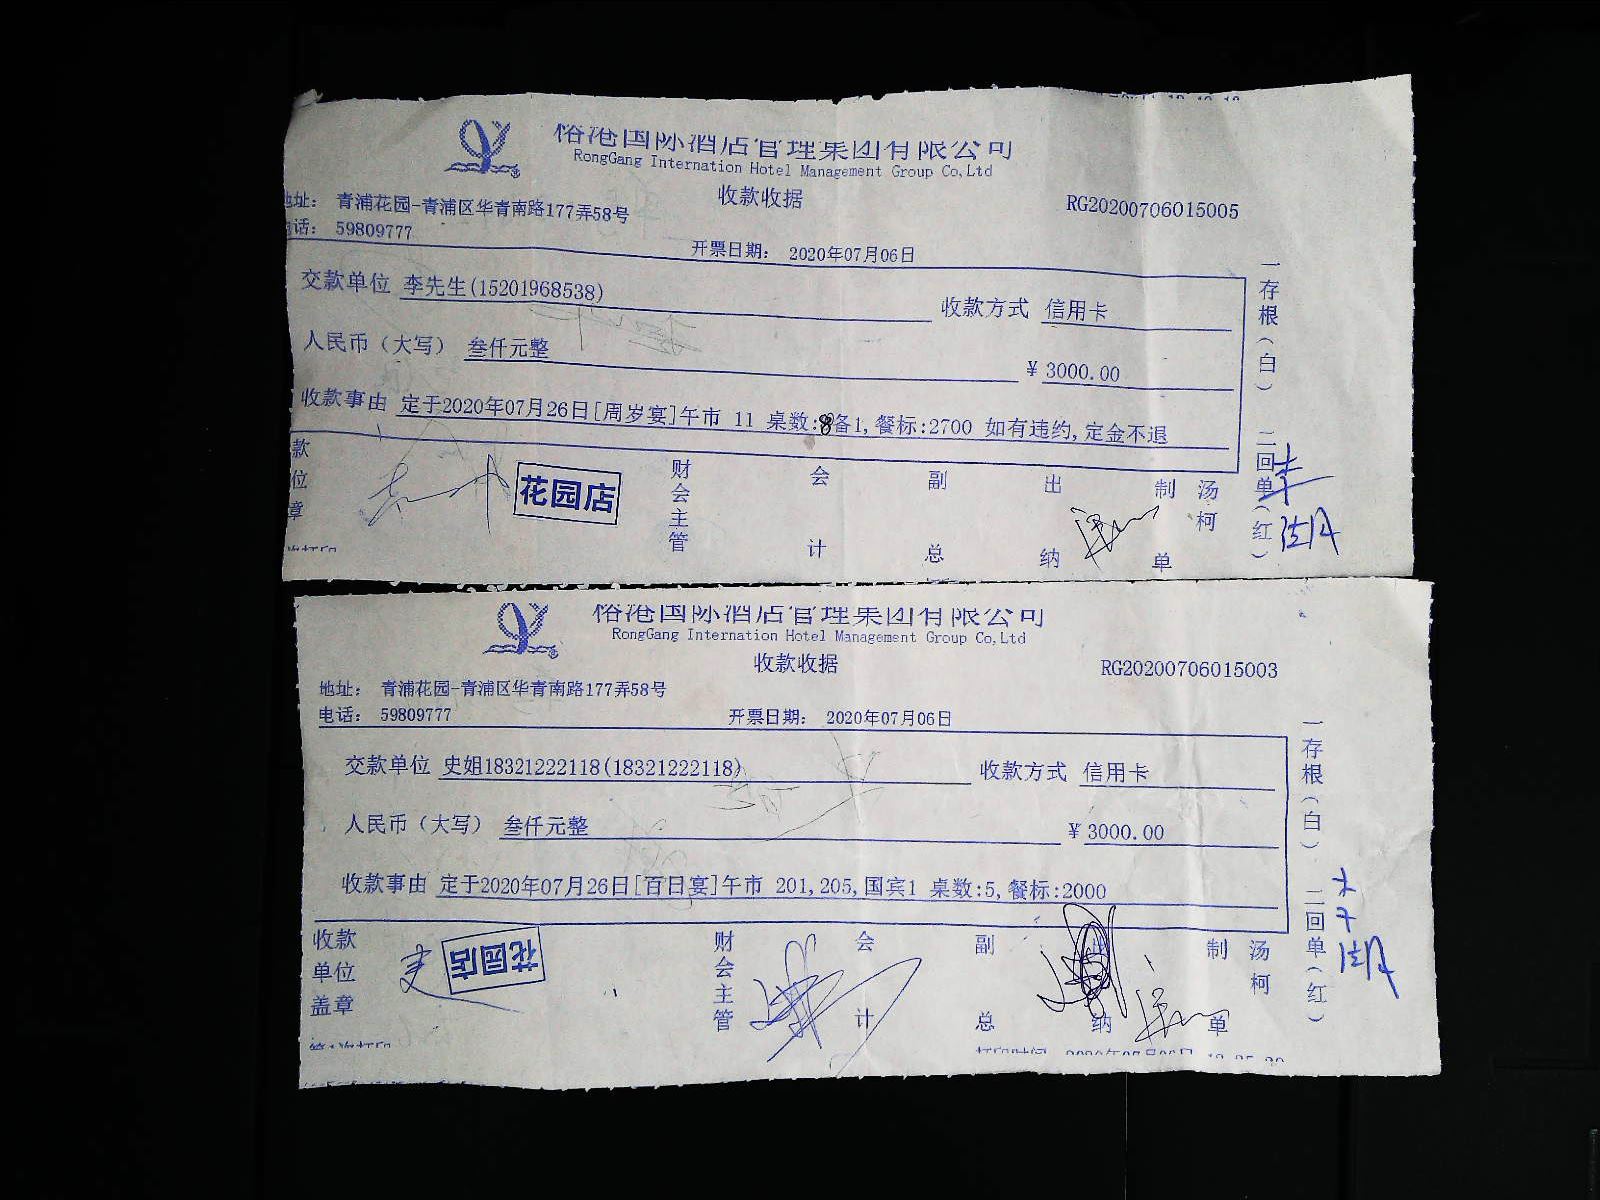 熔港国际酒店管理集团有限公司
RongGang Internation Hotel Management Group Co,Ltd
收款收据
RG20200706015005
地址： 青浦花园-青浦区华青南路177弄58号
电话： 59809777
开票日期： 2020年07月06日
交款单位 李先生(15201968538)
收款方式 信用卡
人民币（大写） 叁仟元整
¥ 3000.00
收款事由 定于2020年07月26日[周岁宴]午市 11 桌数:8备1,餐标:2700 如有违约,定金不退
款位章
花园店
财会主管
会计
副总
出纳
制单
汤柯
一存根（白） 二回单（红）
熔港国际酒店管理集团有限公司
RongGang Internation Hotel Management Group Co,Ltd
收款收据
RG20200706015003
地址： 青浦花园-青浦区华青南路177弄58号
电话： 59809777
开票日期： 2020年07月06日
交款单位 史姐18321222118(18321222118)
收款方式 信用卡
人民币（大写） 叁仟元整
¥ 3000.00
收款事由 定于2020年07月26日[百日宴]午市 201,205,国宾1 桌数:5,餐标:2000
收款单位盖章
花园店
财会主管
会计
副总
出纳
制单
汤柯
一存根（白） 二回单（红）